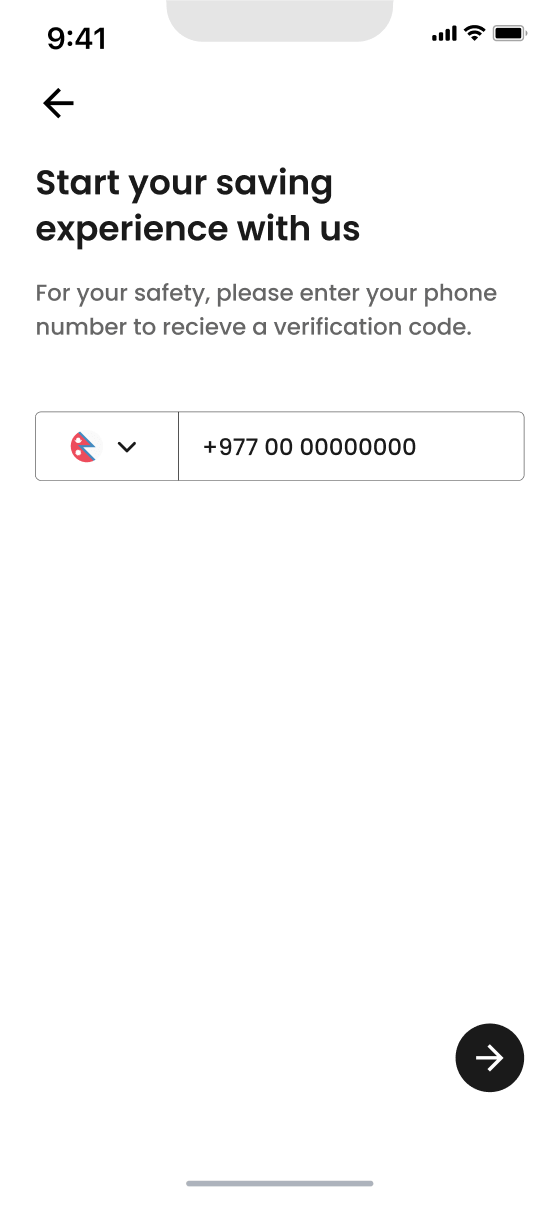 9:41
Start your saving
experience with us
For your safety, please enter your phone
number to recieve a verification code.
+977 00 00000000